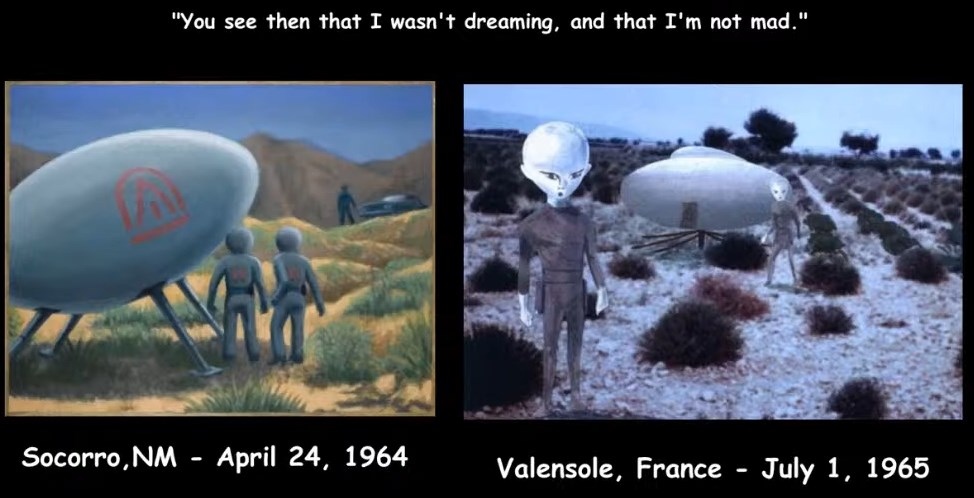 "You see then that I wasn't dreaming, and that I'm not mad."
Socorro,NM - April 24, 1964
Valensole, France - July 1, 1965